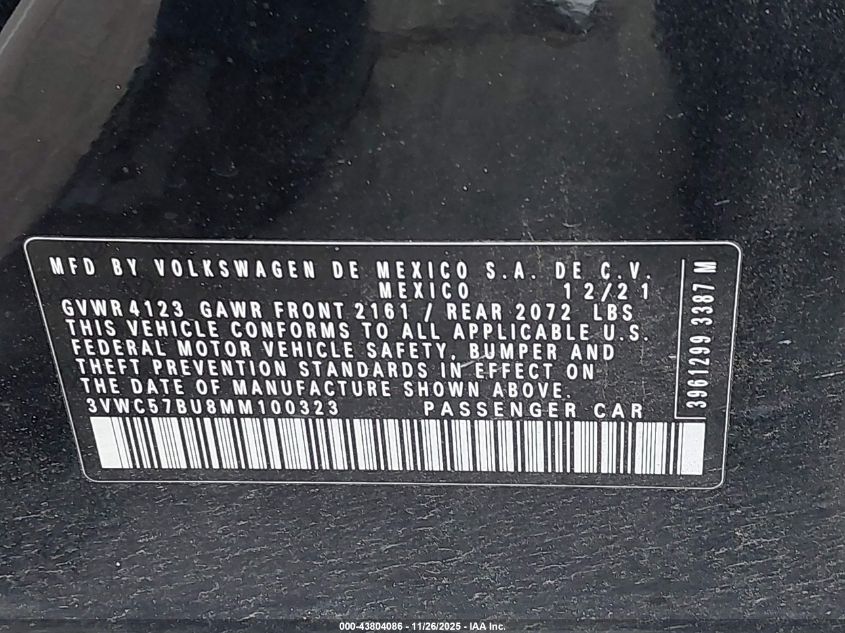 MFD BY VOLKSWAGEN DE MEXICO S.A. DE C.V.
MEXICO 12/21
GVWR 4123 GAWR FRONT 2161 / REAR 2072 LBS
THIS VEHICLE CONFORMS TO ALL APPLICABLE U.S.
FEDERAL MOTOR VEHICLE SAFETY, BUMPER AND
THEFT PREVENTION STANDARDS IN EFFECT ON
THE DATE OF MANUFACTURE SHOWN ABOVE.
3VWC57BU8MM100323 PASSENGER CAR
3961299 3387 M
000-43804086 - 11/26/2025 - IAA Inc.